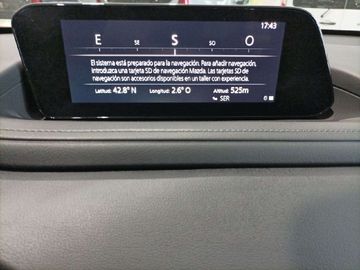 17:43
E SE S SO O
El sistema está preparado para la navegación. Para añadir navegación,
introduzca una tarjeta SD de navegación Mazda. Las tarjetas SD de
navegación son accesorios disponibles en un taller con experiencia.
Latitud: 42.8° N Longitud: 2.6° O Altitud: 525m
SER